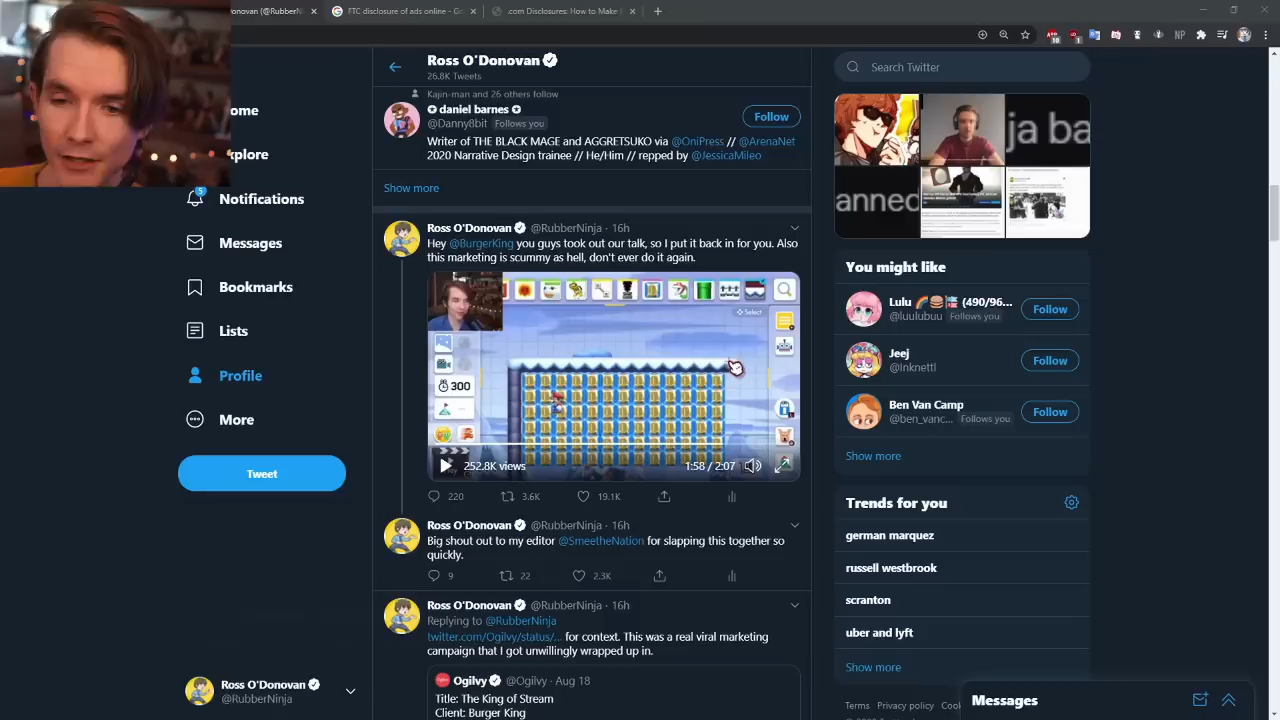 onovan (@RubberN
FTC disclosure of ads online - Go
.com Disclosures: How to Make
Ross O'Donovan
26.8K Tweets
Search Twitter
ome
xplore
5
Notifications
Messages
Bookmarks
Lists
Profile
More
Tweet
Ross O'Donovan
@RubberNinja
Kajin-man and 26 others follow
✪ daniel barnes ✪
@Danny8bit Follows you
Follow
Writer of THE BLACK MAGE and AGGRETSUKO via @OniPress // @ArenaNet
2020 Narrative Design trainee // He/Him // repped by @JessicaMileo
Show more
Ross O'Donovan @RubberNinja · 16h
Hey @BurgerKing you guys took out our talk, so I put it back in for you. Also
this marketing is scummy as hell, don't ever do it again.
Select
300
252.8K views
1:58 / 2:07
220 3.6K 19.1K
Ross O'Donovan @RubberNinja · 16h
Big shout out to my editor @SmeetheNation for slapping this together so
quickly.
9 22 2.3K
Ross O'Donovan @RubberNinja · 16h
Replying to @RubberNinja
twitter.com/Ogilvy/status/... for context. This was a real viral marketing
campaign that I got unwillingly wrapped up in.
Ogilvy @Ogilvy · Aug 18
Title: The King of Stream
Client: Burger King
ja ba
anned
You might like
Lulu 🌈🍔 (490/96...
@luulubuu Follows you
Follow
Jeej
@Inknettl
Follow
Ben Van Camp
@ben_vanc... Follows you
Follow
Show more
Trends for you
german marquez
russell westbrook
scranton
uber and lyft
Show more
Terms Privacy policy Cook
Messages
NP
10
1